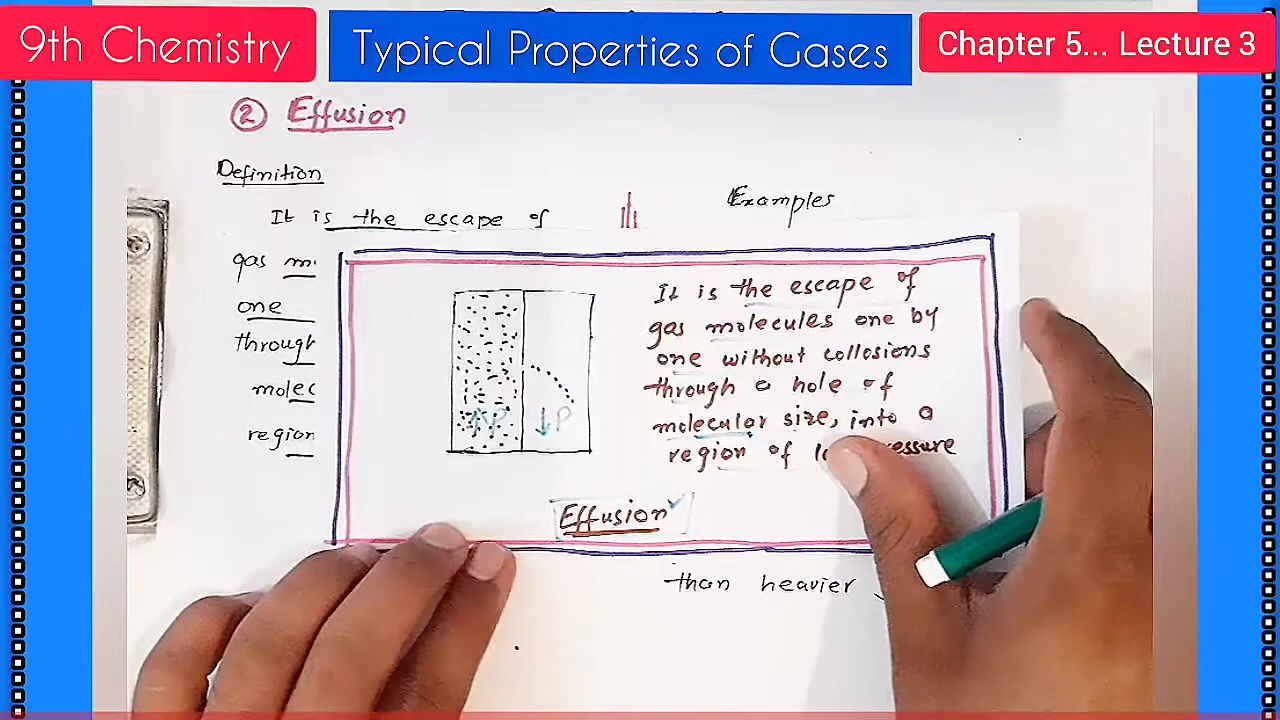 9th Chemistry
Typical Properties of Gases
Chapter 5... Lecture 3
② Effusion
Definition
It is the escape of
gas
one
through
molec
region
Examples
It is the escape of
gas molecules one by
one without collosions
through a hole of
molecular size, into a
region of
↑P
↓P
Effusion
than heavier